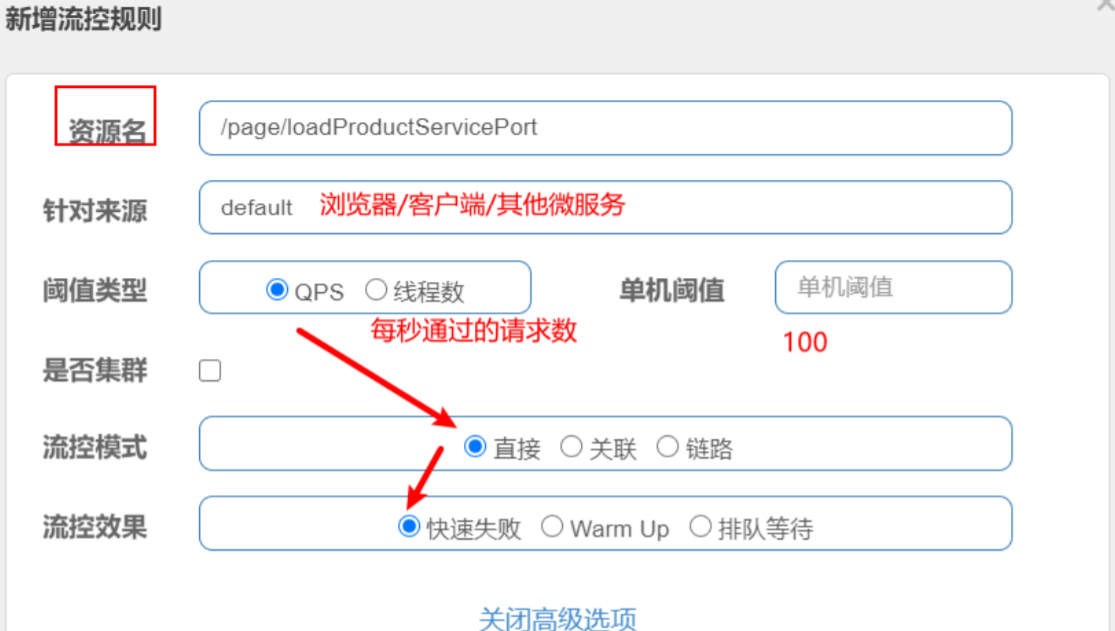 新增流控规则
资源名 /page/loadProductServicePort
针对来源 default 浏览器/客户端/其他微服务
阈值类型 QPS 线程数 单机阈值 单机阈值
每秒通过的请求数 100
是否集群
流控模式 直接 关联 链路
流控效果 快速失败 Warm Up 排队等待
关闭高级选项